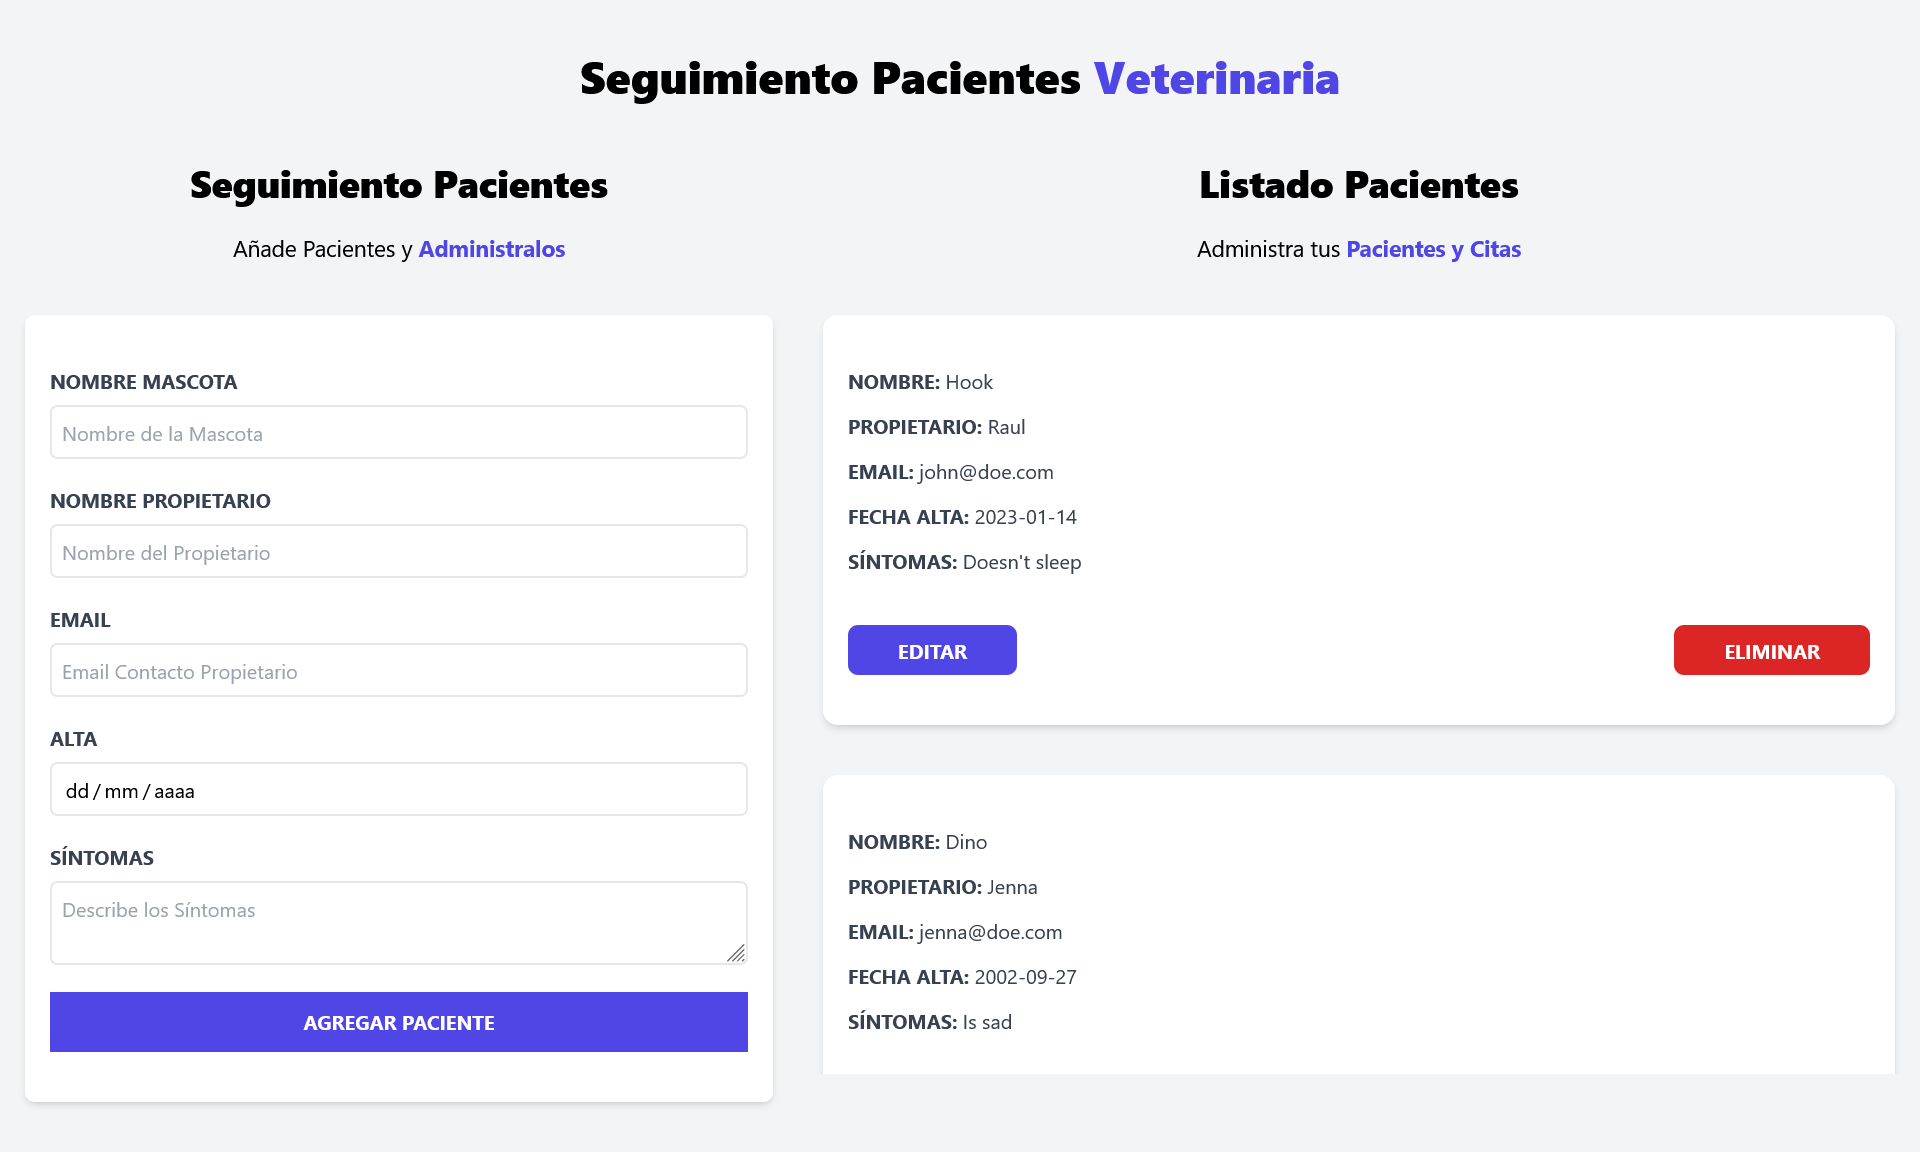 Seguimiento Pacientes Veterinaria
Seguimiento Pacientes
Añade Pacientes y Administralos
NOMBRE MASCOTA
Nombre de la Mascota
NOMBRE PROPIETARIO
Nombre del Propietario
EMAIL
Email Contacto Propietario
ALTA
dd/mm/aaaa
SÍNTOMAS
Describe los Síntomas
AGREGAR PACIENTE
Listado Pacientes
Administra tus Pacientes y Citas
NOMBRE: Hook
PROPIETARIO: Raul
EMAIL: john@doe.com
FECHA ALTA: 2023-01-14
SÍNTOMAS: Doesn't sleep
EDITAR
ELIMINAR
NOMBRE: Dino
PROPIETARIO: Jenna
EMAIL: jenna@doe.com
FECHA ALTA: 2002-09-27
SÍNTOMAS: Is sad